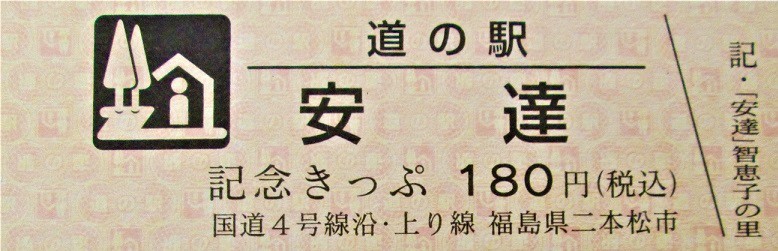 道の駅
安達
記念きっぷ 180円(税込)
国道4号線沿・上り線 福島県二本松市
記・「安達」智恵子の里